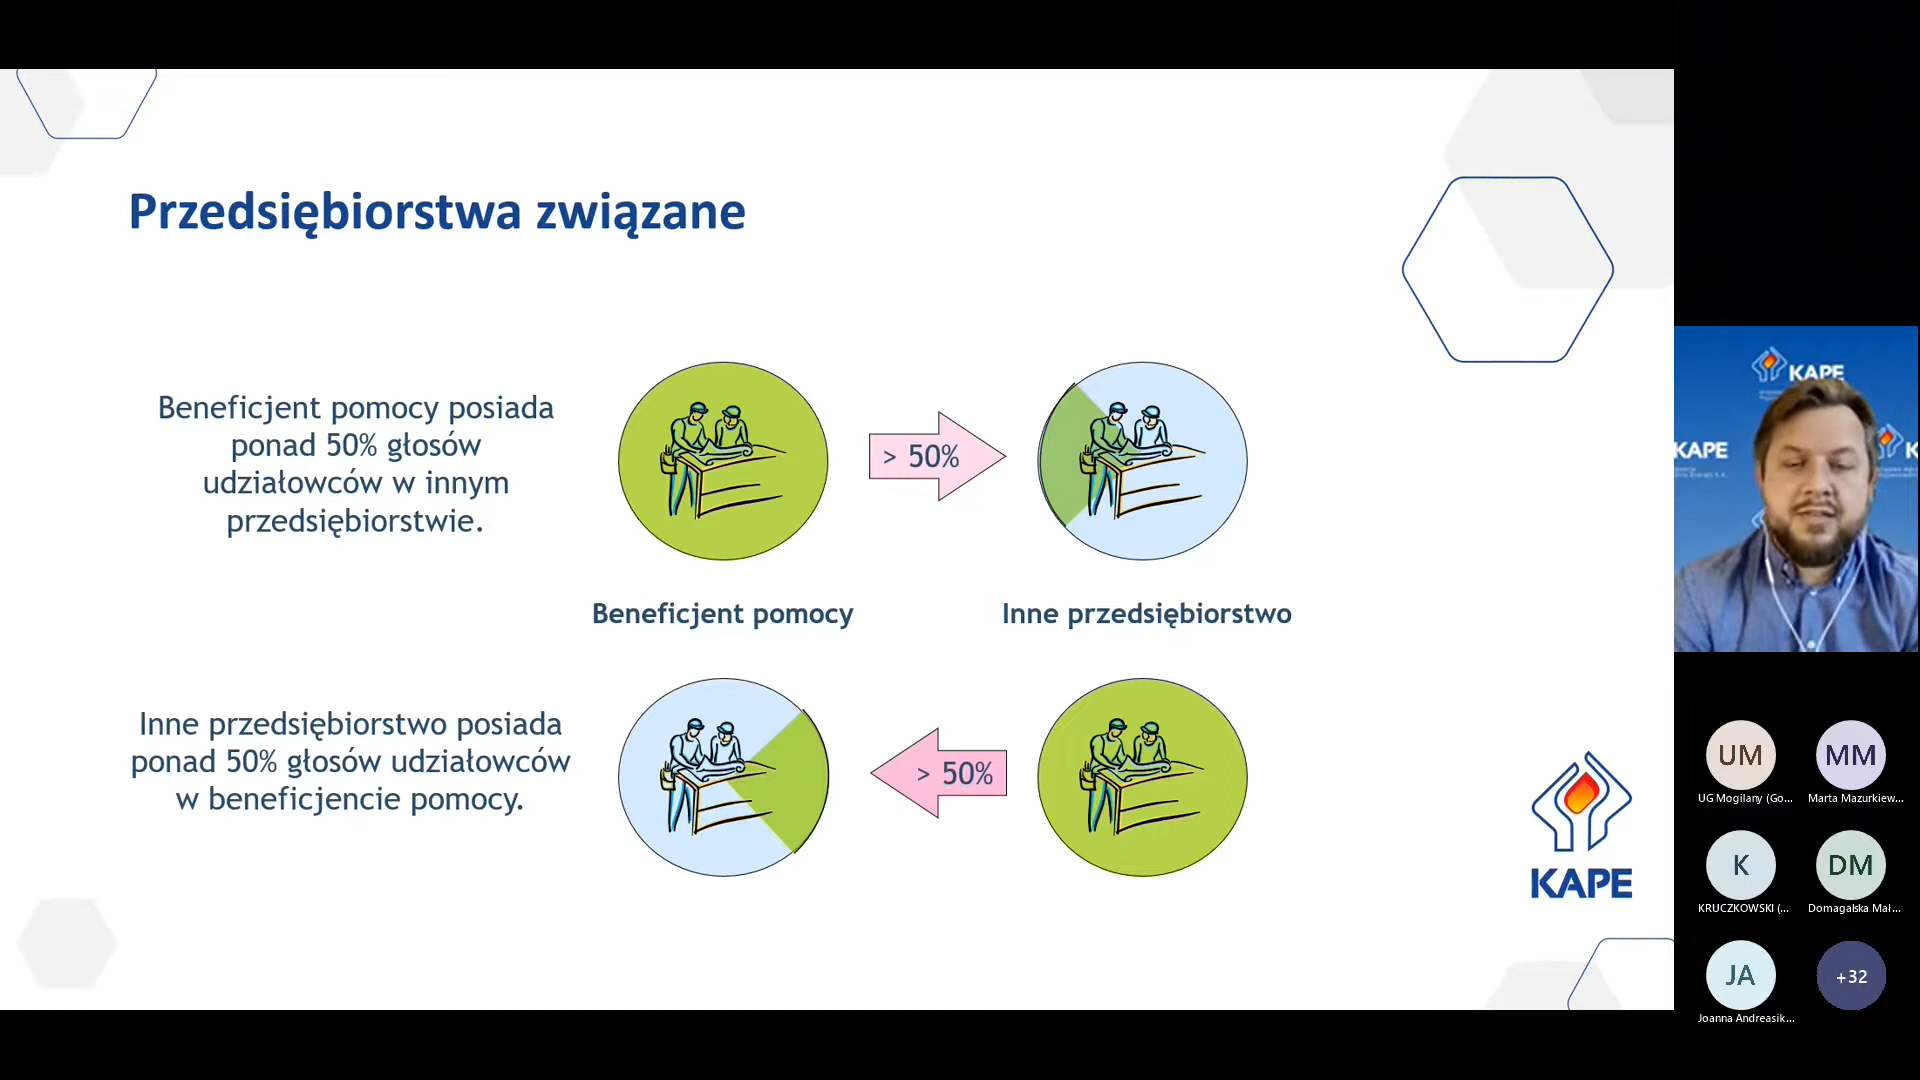 Przedsiębiorstwa związane
Beneficjent pomocy posiada
ponad 50% głosów
udziałowców w innym
przedsiębiorstwie.
> 50%
Beneficjent pomocy
Inne przedsiębiorstwo
Inne przedsiębiorstwo posiada
ponad 50% głosów udziałowców
w beneficjencie pomocy.
> 50%
KAPE
KAPE
KAPE
K
UM
MM
UG Mogilany (Go...
Marta Mazurkiew...
K
DM
KRUCZKOWSKI (...
Domagalska Mał...
JA
+32
Joanna Andreasik...